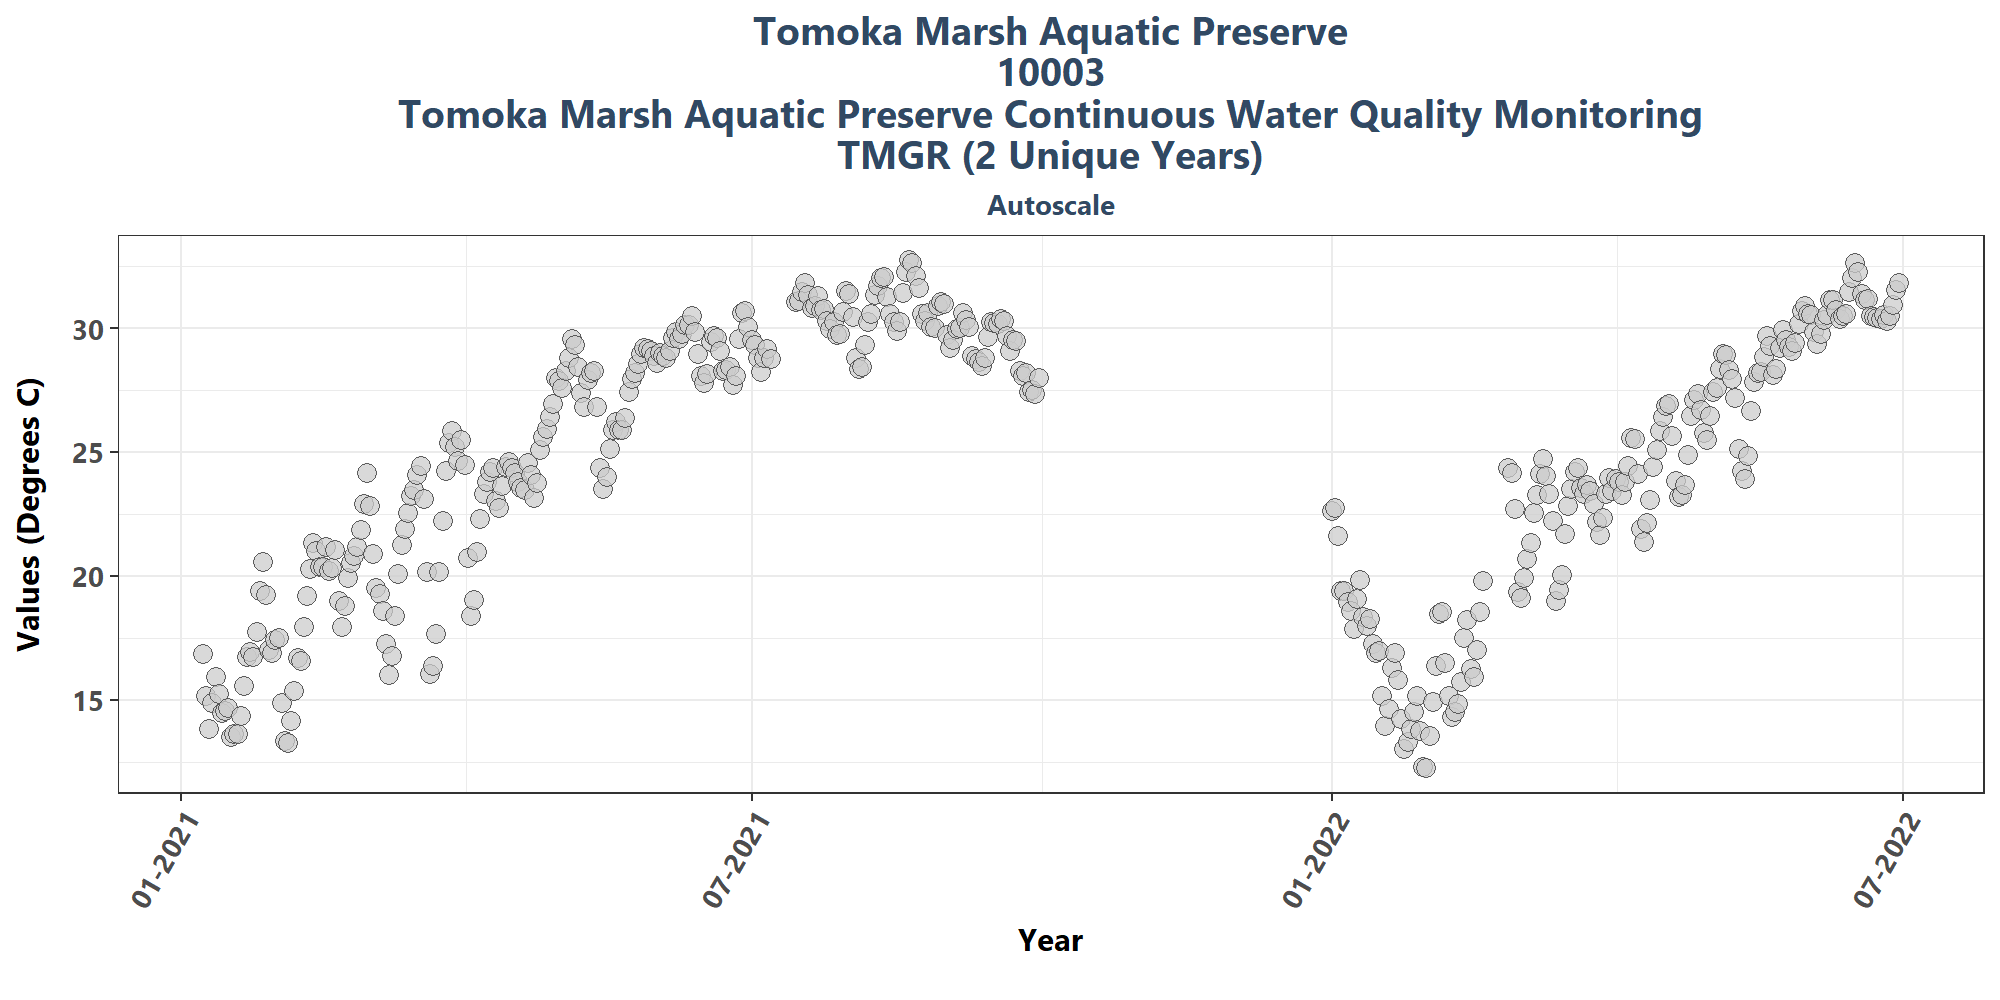 Tomoka Marsh Aquatic Preserve
10003
Tomoka Marsh Aquatic Preserve Continuous Water Quality Monitoring
TMGR (2 Unique Years)
Autoscale
Values (Degrees C)
30
25
20
15
01-2021
07-2021
01-2022
07-2022
Year